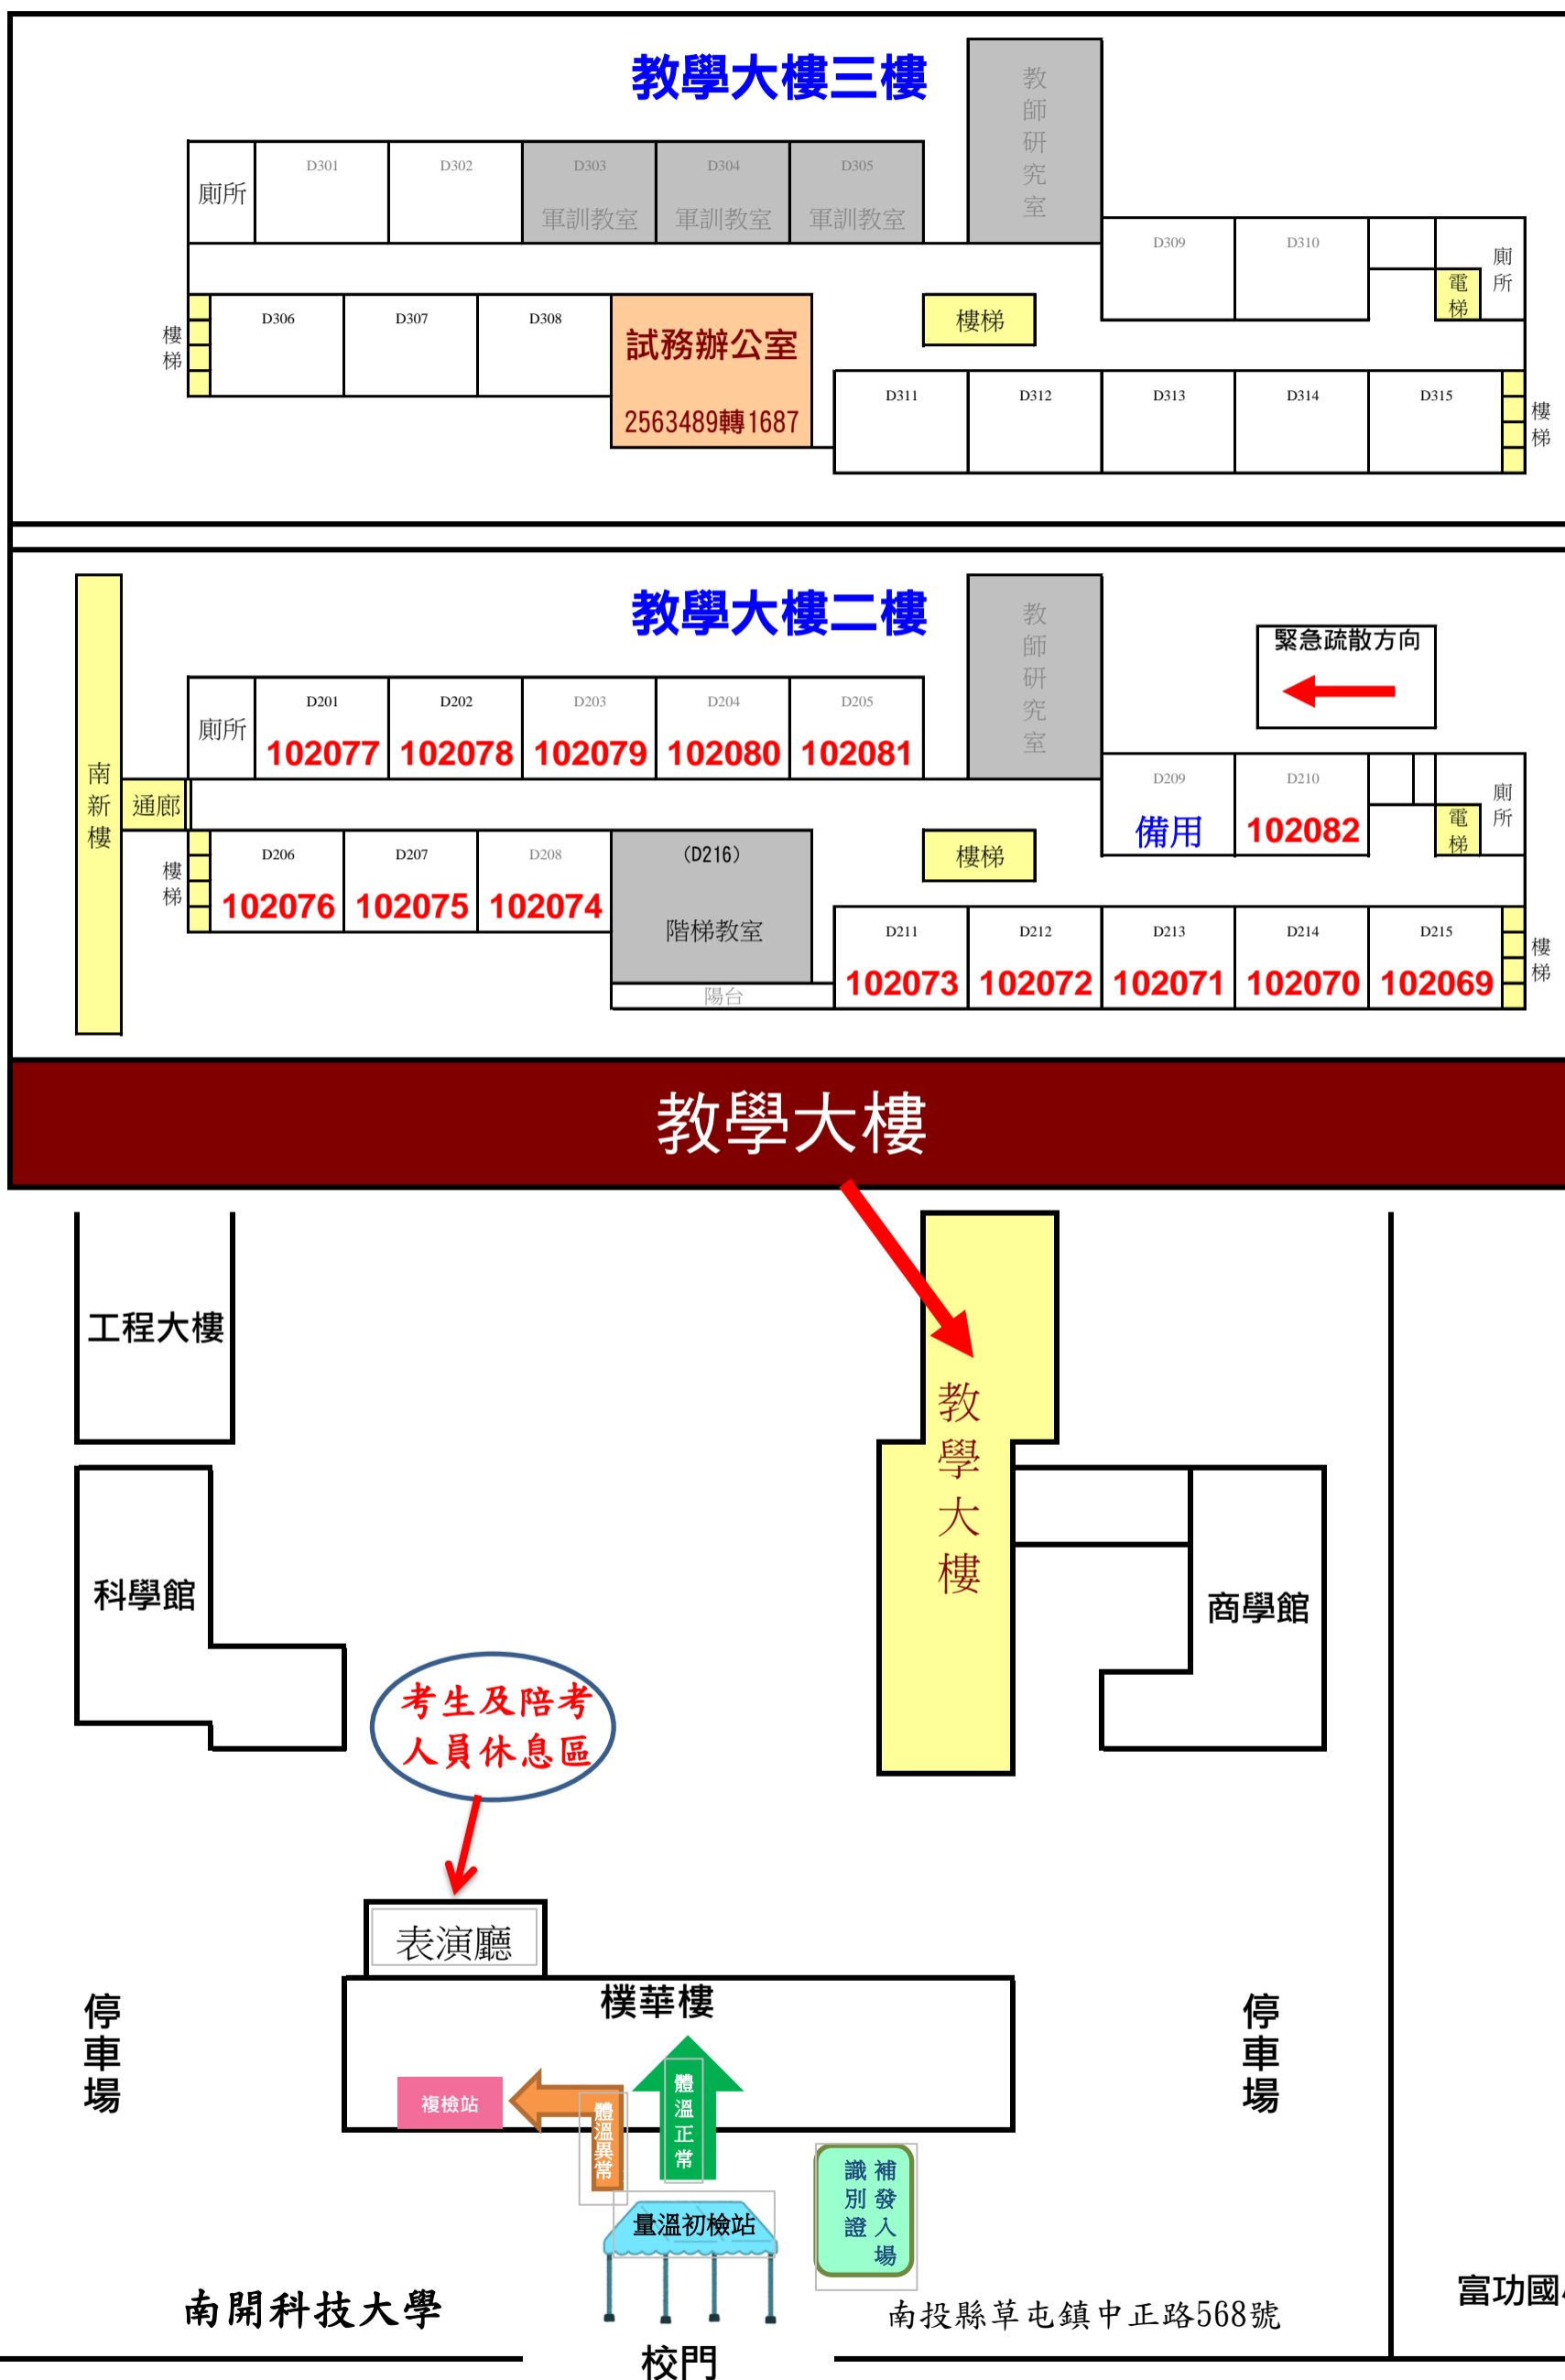 教學大樓三樓
教師研究室
D301
D302
D303
D304
D305
廁所
軍訓教室
軍訓教室
軍訓教室
D309
D310
廁所
電梯
樓梯
D306
D307
D308
試務辦公室
2563489轉1687
樓梯
D311
D312
D313
D314
D315
樓梯
教學大樓二樓
教師研究室
緊急疏散方向
南新樓
廁所
D201
D202
D203
D204
D205
102077
102078
102079
102080
102081
通廊
D209
D210
備用
102082
廁所
電梯
樓梯
D206
D207
D208
102076
102075
102074
(D216)
階梯教室
陽台
樓梯
D211
D212
D213
D214
D215
102073
102072
102071
102070
102069
樓梯
教學大樓
工程大樓
教學大樓
科學館
商學館
考生及陪考
人員休息區
表演廳
樸華樓
停車場
停車場
複檢站
體溫異常
體溫正常
補發入場
識別證
量溫初檢站
南開科技大學
南投縣草屯鎮中正路568號
富功國
校門